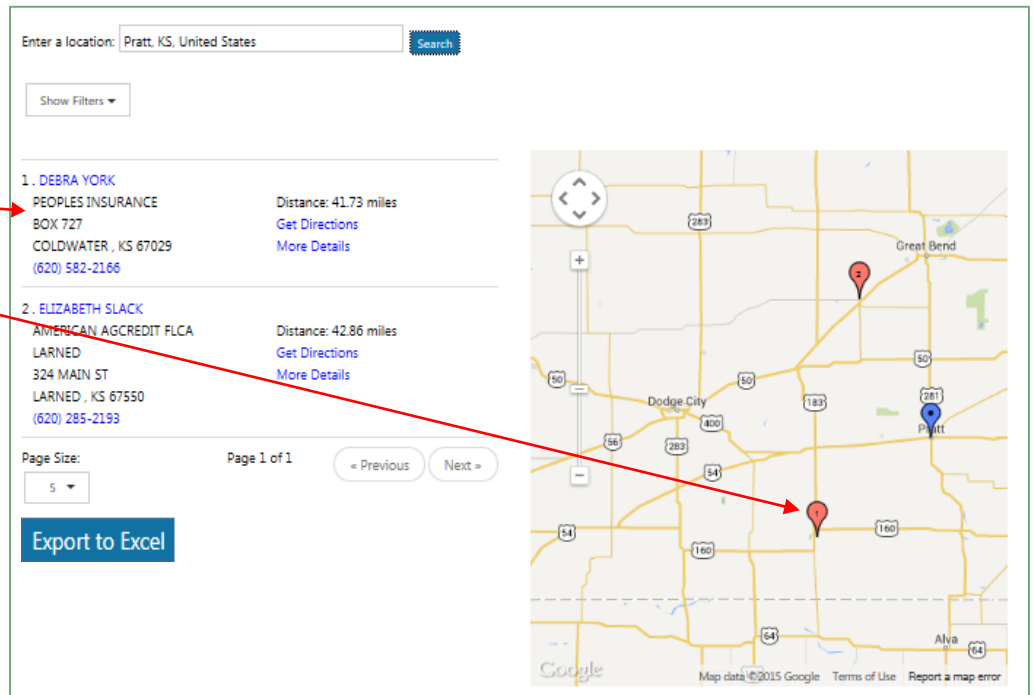 Enter a location: Pratt, KS, United States Search
Show Filters
1 . DEBRA YORK
PEOPLES INSURANCE Distance: 41.73 miles
BOX 727 Get Directions
COLDWATER , KS 67029 More Details
(620) 582-2166
2 . ELIZABETH SLACK
AMERICAN AGCREDIT FLCA Distance: 42.86 miles
LARNED Get Directions
324 MAIN ST More Details
LARNED , KS 67550
(620) 285-2193
Page Size: Page 1 of 1 « Previous Next »
5
Export to Excel
283
Great Bend
2
50
50
50
281
Dodge City
183
400
Pratt
56
283
54
1
54
160
160
64
Alva
64
Google
Map data ©2015 Google Terms of Use Report a map error